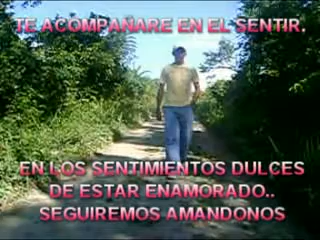 TE ACOMPAÑARE EN EL SENTIR.
EN LOS SENTIMIENTOS DULCES
DE ESTAR ENAMORADO..
SEGUIREMOS AMANDONOS